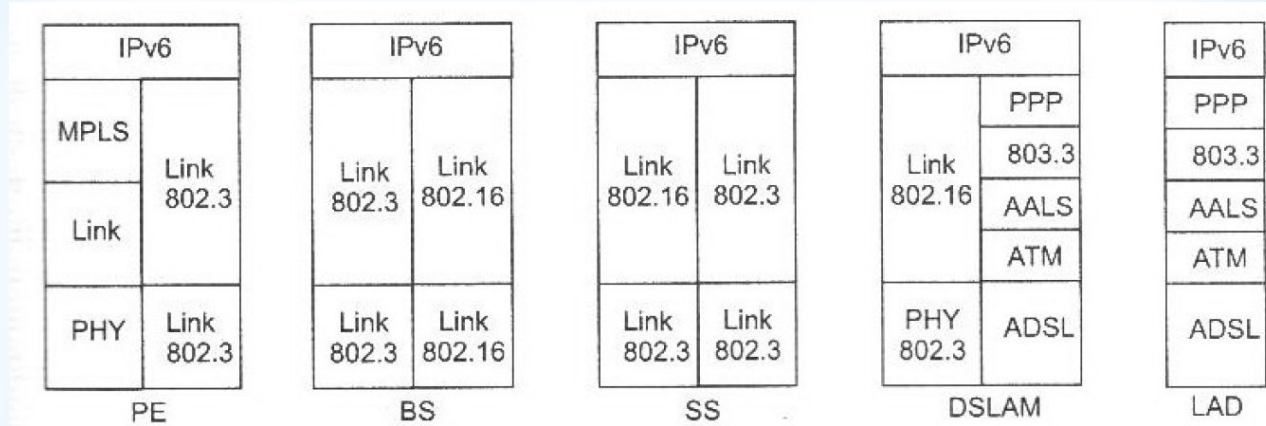 IPv6
MPLS
Link
802.3
Link
PHY
Link
802.3
PE
IPv6
Link
802.3
Link
802.16
Link
802.3
Link
802.16
BS
IPv6
Link
802.16
Link
802.3
Link
802.3
Link
802.3
SS
IPv6
Link
802.16
PPP
803.3
AALS
ATM
PHY
802.3
ADSL
DSLAM
IPv6
PPP
803.3
AALS
ATM
ADSL
LAD